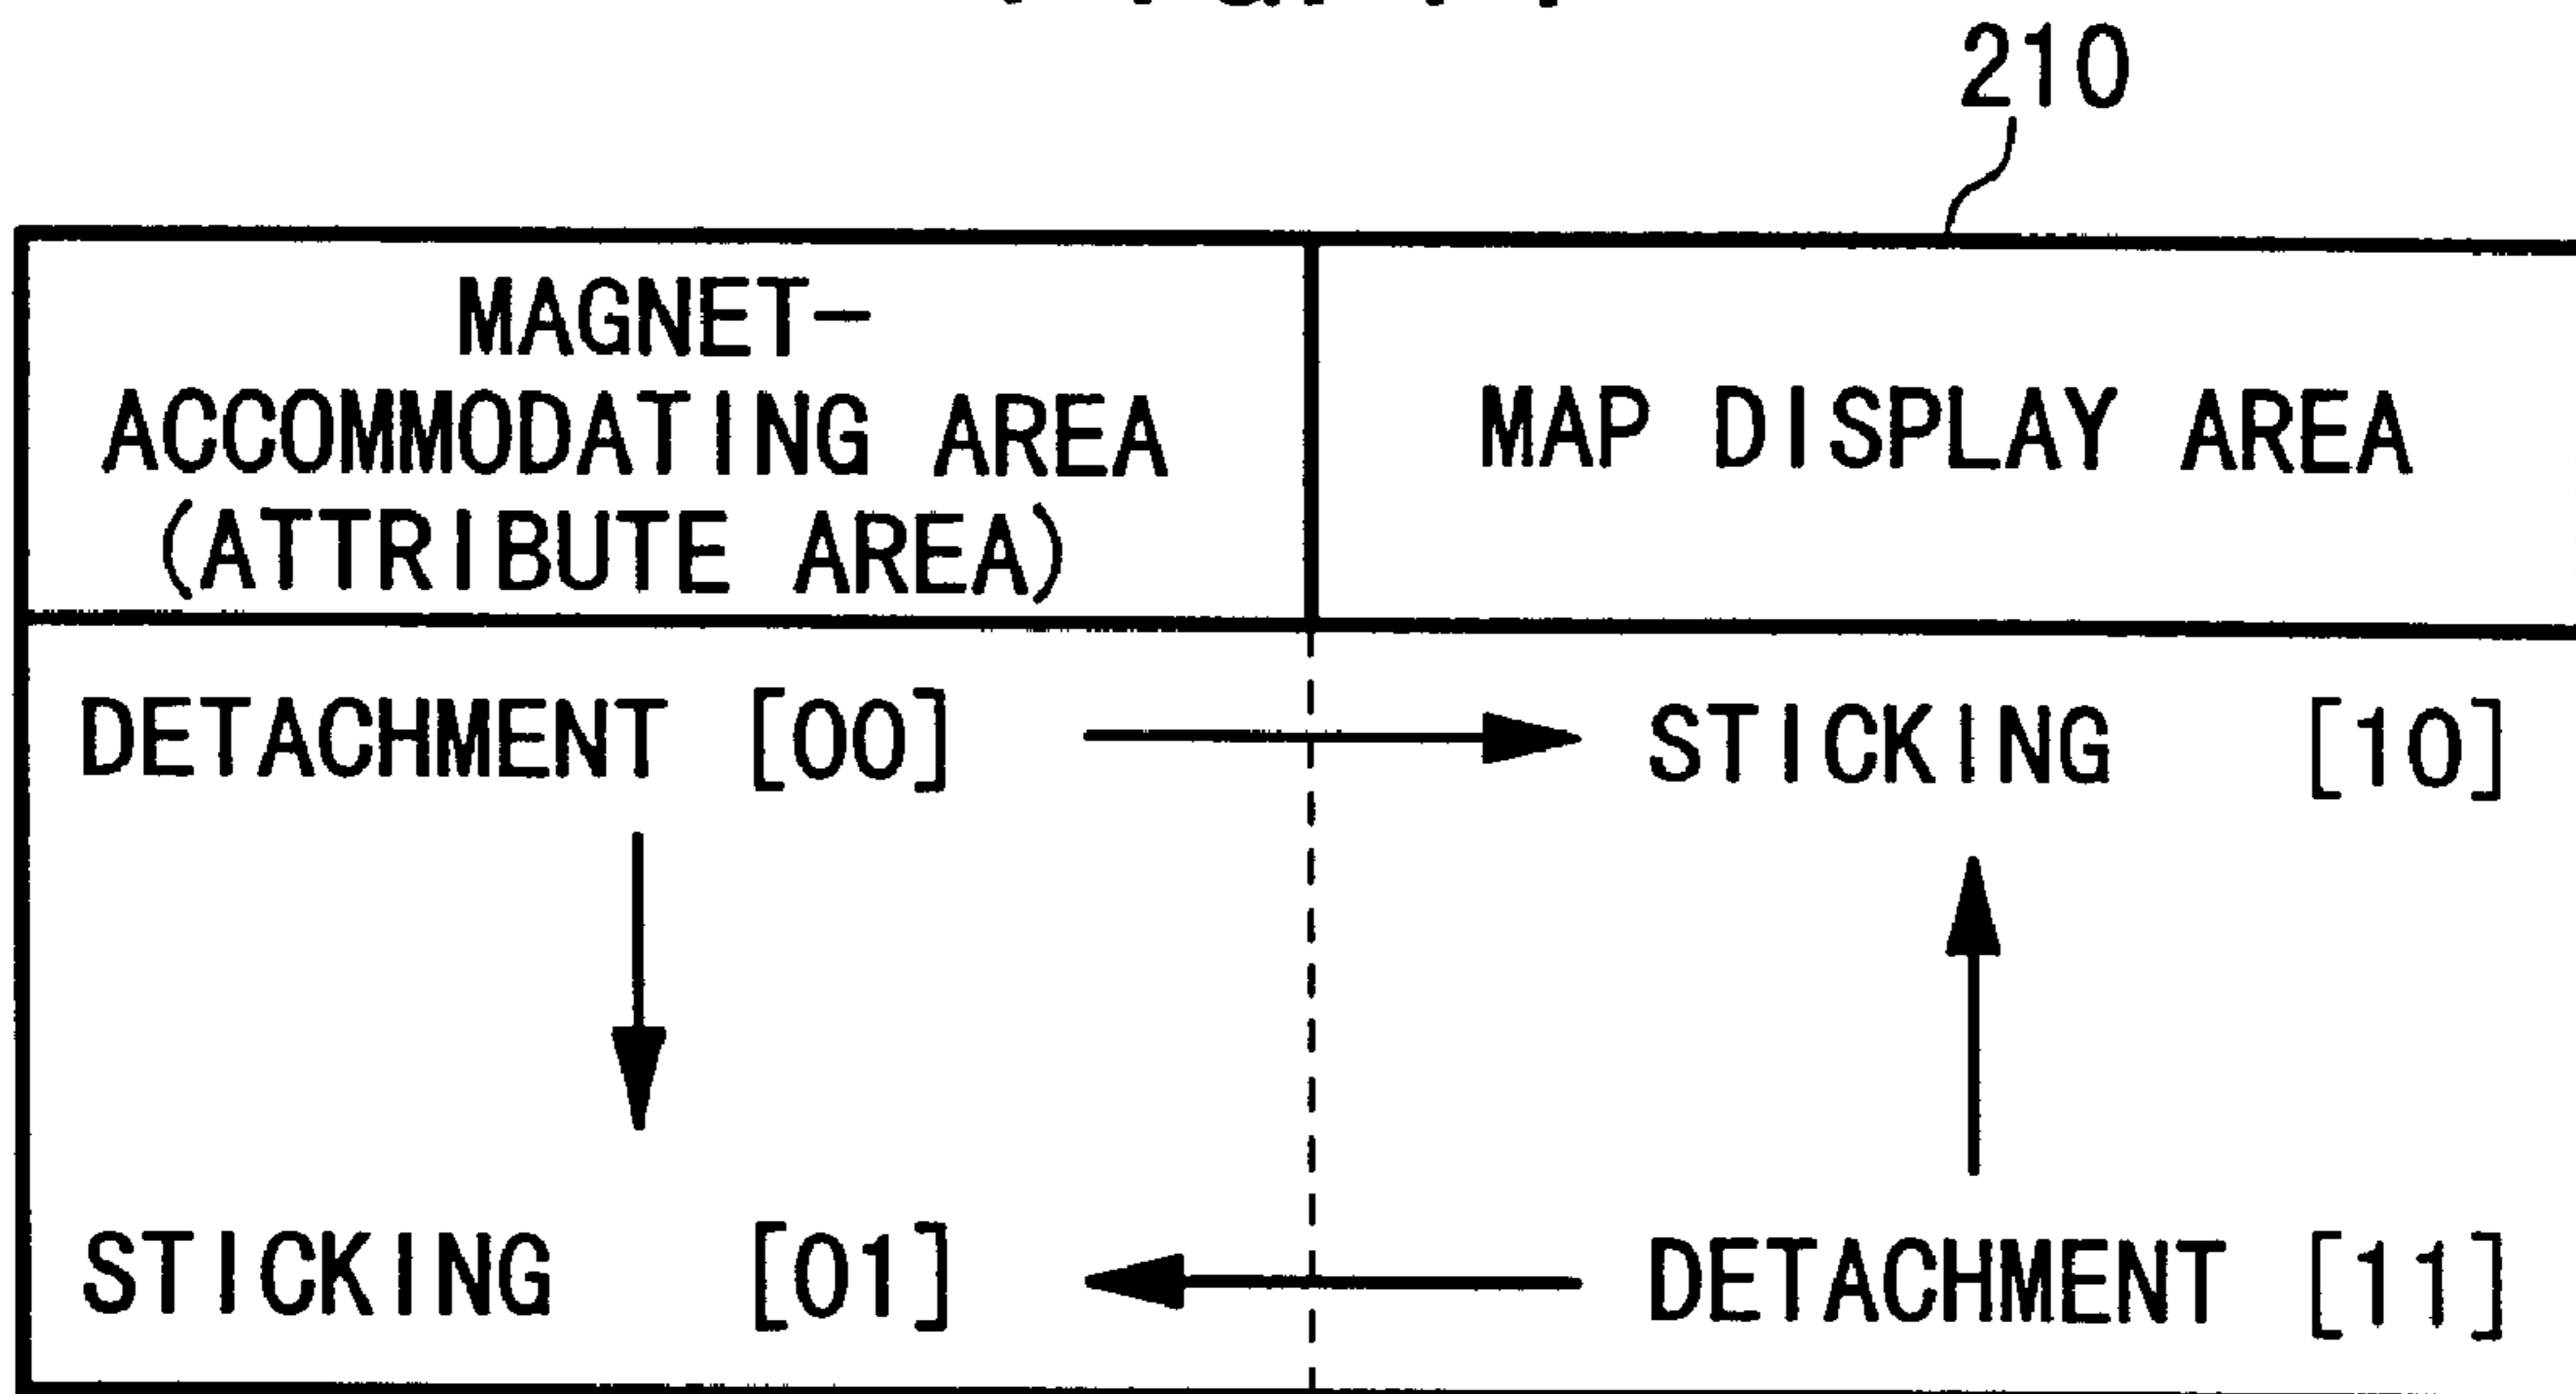 210
MAGNET-
ACCOMMODATING AREA
(ATTRIBUTE AREA)
MAP DISPLAY AREA
DETACHMENT [00]
STICKING [10]
STICKING [01]
DETACHMENT [11]